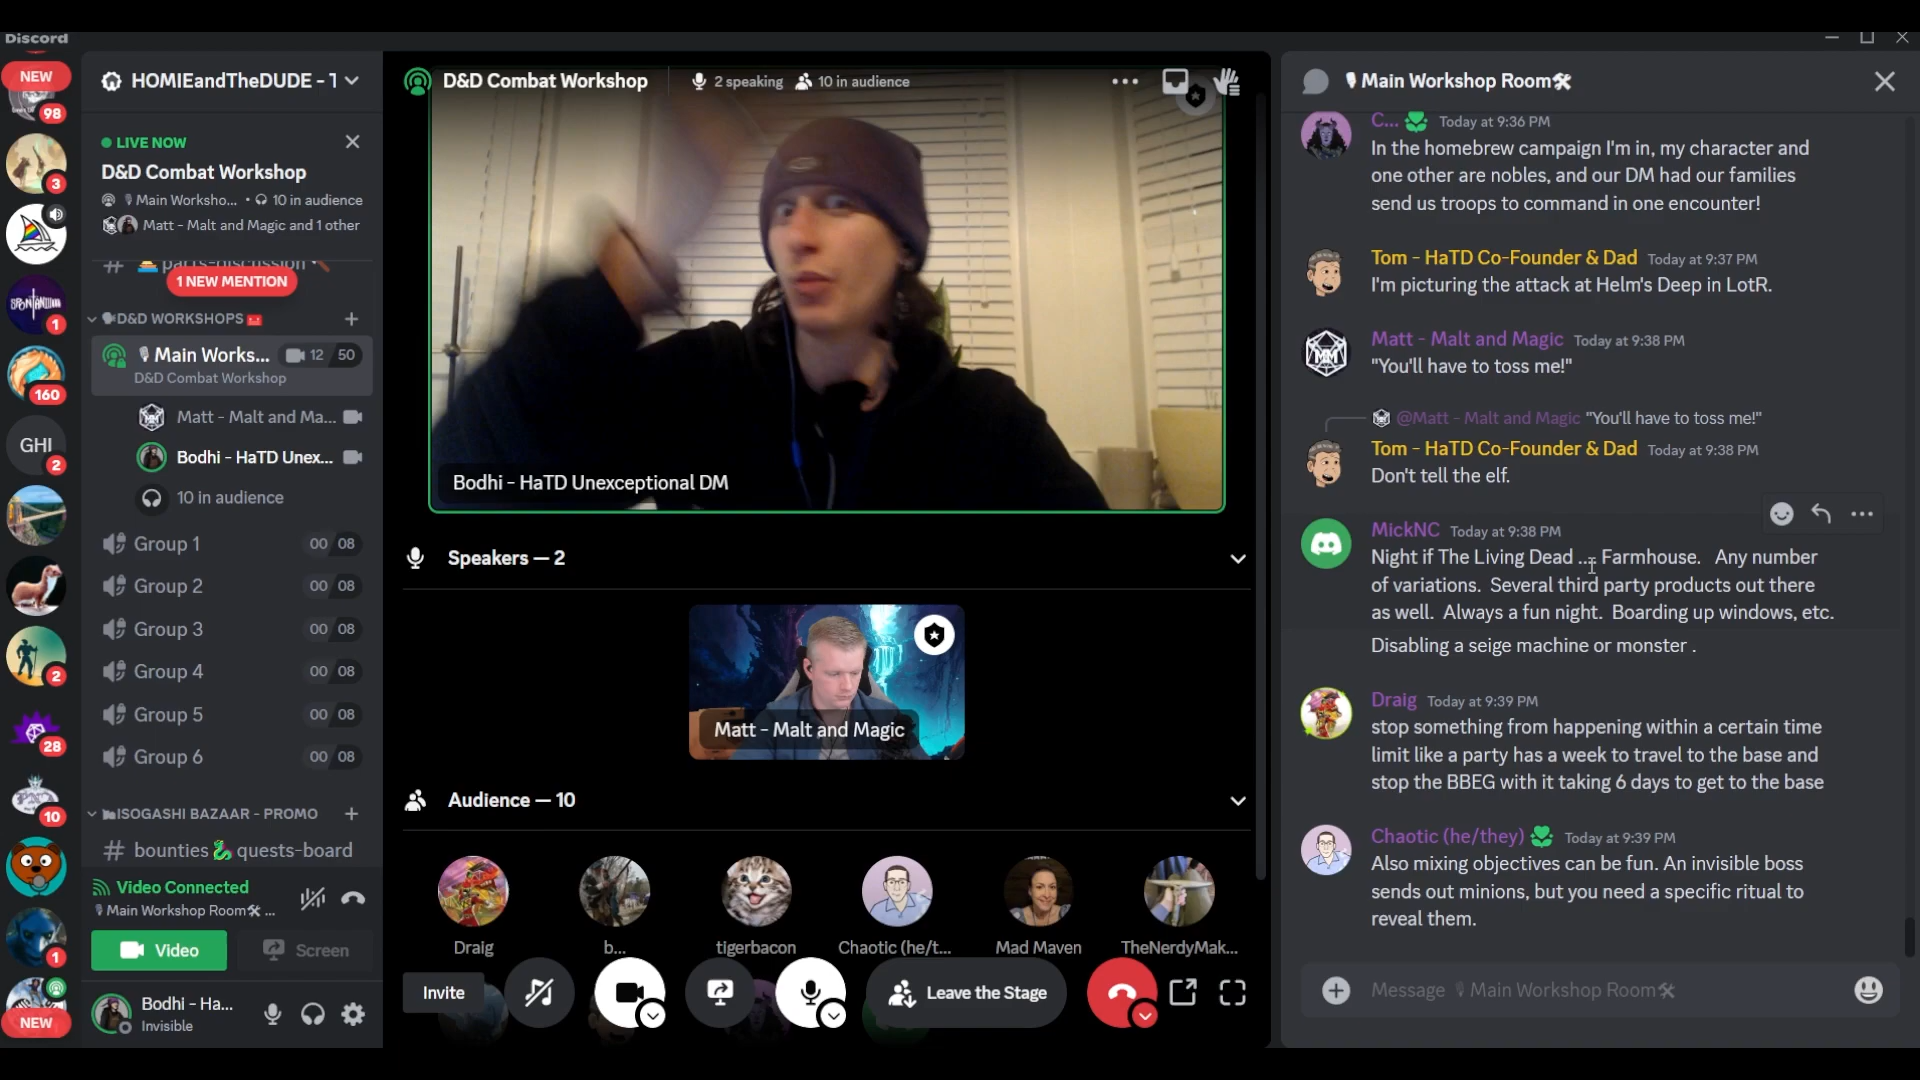 Discord
NEW
98
3
1
160
GHI
2
2
28
10
1
NEW
HOMIEandTheDUDE - T
LIVE NOW
D&D Combat Workshop
Main Worksho... • 10 in audience
Matt - Malt and Magic and 1 other
parts-discussion
1 NEW MENTION
D&D WORKSHOPS
Main Works... 12 50
D&D Combat Workshop
Matt - Malt and Ma...
Bodhi - HaTD Unex...
10 in audience
Group 1 00 08
Group 2 00 08
Group 3 00 08
Group 4 00 08
Group 5 00 08
Group 6 00 08
ISOGASHI BAZAAR - PROMO
bounties quests-board
Video Connected
Main Workshop Room ...
Video Screen
Bodhi - Ha...
Invisible
D&D Combat Workshop 2 speaking 10 in audience
Bodhi - HaTD Unexceptional DM
Speakers — 2
Matt - Malt and Magic
Audience — 10
Draig b... tigerbacon Chaotic (he/t... Mad Maven TheNerdyMak...
Invite Leave the Stage
Main Workshop Room
C... Today at 9:36 PM
In the homebrew campaign I'm in, my character and
one other are nobles, and our DM had our families
send us troops to command in one encounter!
Tom - HaTD Co-Founder & Dad Today at 9:37 PM
I'm picturing the attack at Helm's Deep in LotR.
Matt - Malt and Magic Today at 9:38 PM
"You'll have to toss me!"
@Matt - Malt and Magic "You'll have to toss me!"
Tom - HaTD Co-Founder & Dad Today at 9:38 PM
Don't tell the elf.
MickNC Today at 9:38 PM
Night if The Living Dead ... Farmhouse. Any number
of variations. Several third party products out there
as well. Always a fun night. Boarding up windows, etc.
Disabling a seige machine or monster .
Draig Today at 9:39 PM
stop something from happening within a certain time
limit like a party has a week to travel to the base and
stop the BBEG with it taking 6 days to get to the base
Chaotic (he/they) Today at 9:39 PM
Also mixing objectives can be fun. An invisible boss
sends out minions, but you need a specific ritual to
reveal them.
Message Main Workshop Room